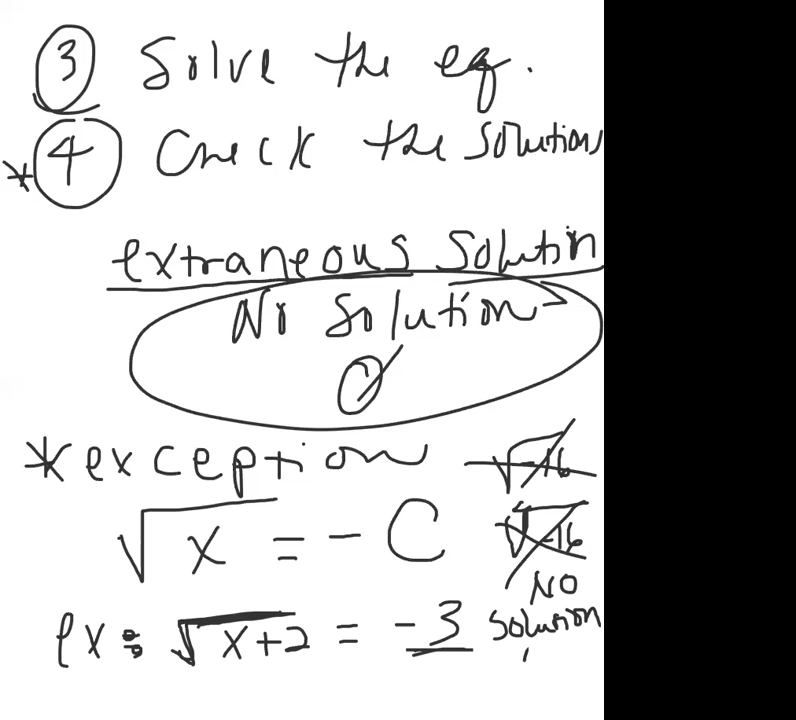 ③ Solve the eq.
* ④ Check the solutions
extraneous solution
No solution
∅
* exception √-16
√x = - C √-16
NO
ex: √x+2 = -3 solution